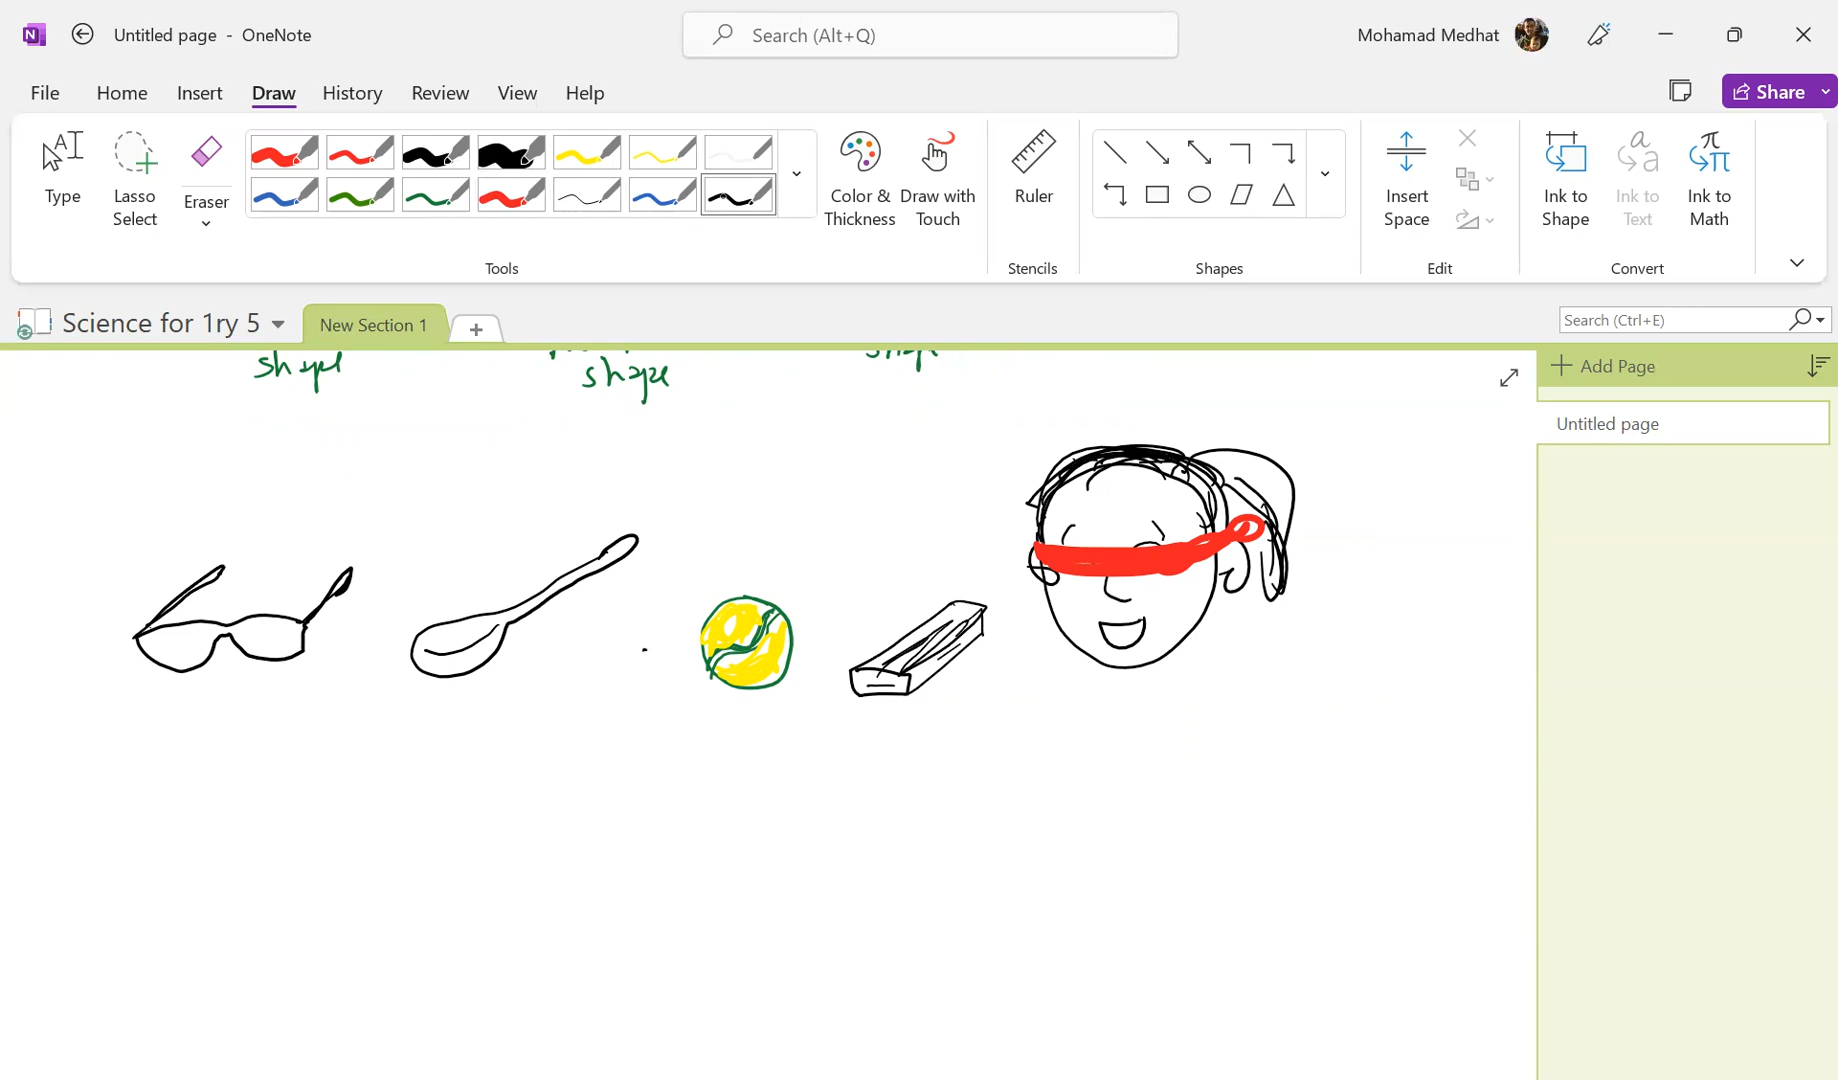 Untitled page - OneNote
Search (Alt+Q)
Mohamad Medhat
File Home Insert Draw History Review View Help
Share
Type
Lasso Select
Eraser
Color & Thickness
Draw with Touch
Ruler
Insert Space
Ink to Shape
Ink to Text
Ink to Math
Tools
Stencils
Shapes
Edit
Convert
Science for 1ry 5
New Section 1
Search (Ctrl+E)
Add Page
Untitled page
shape
shape